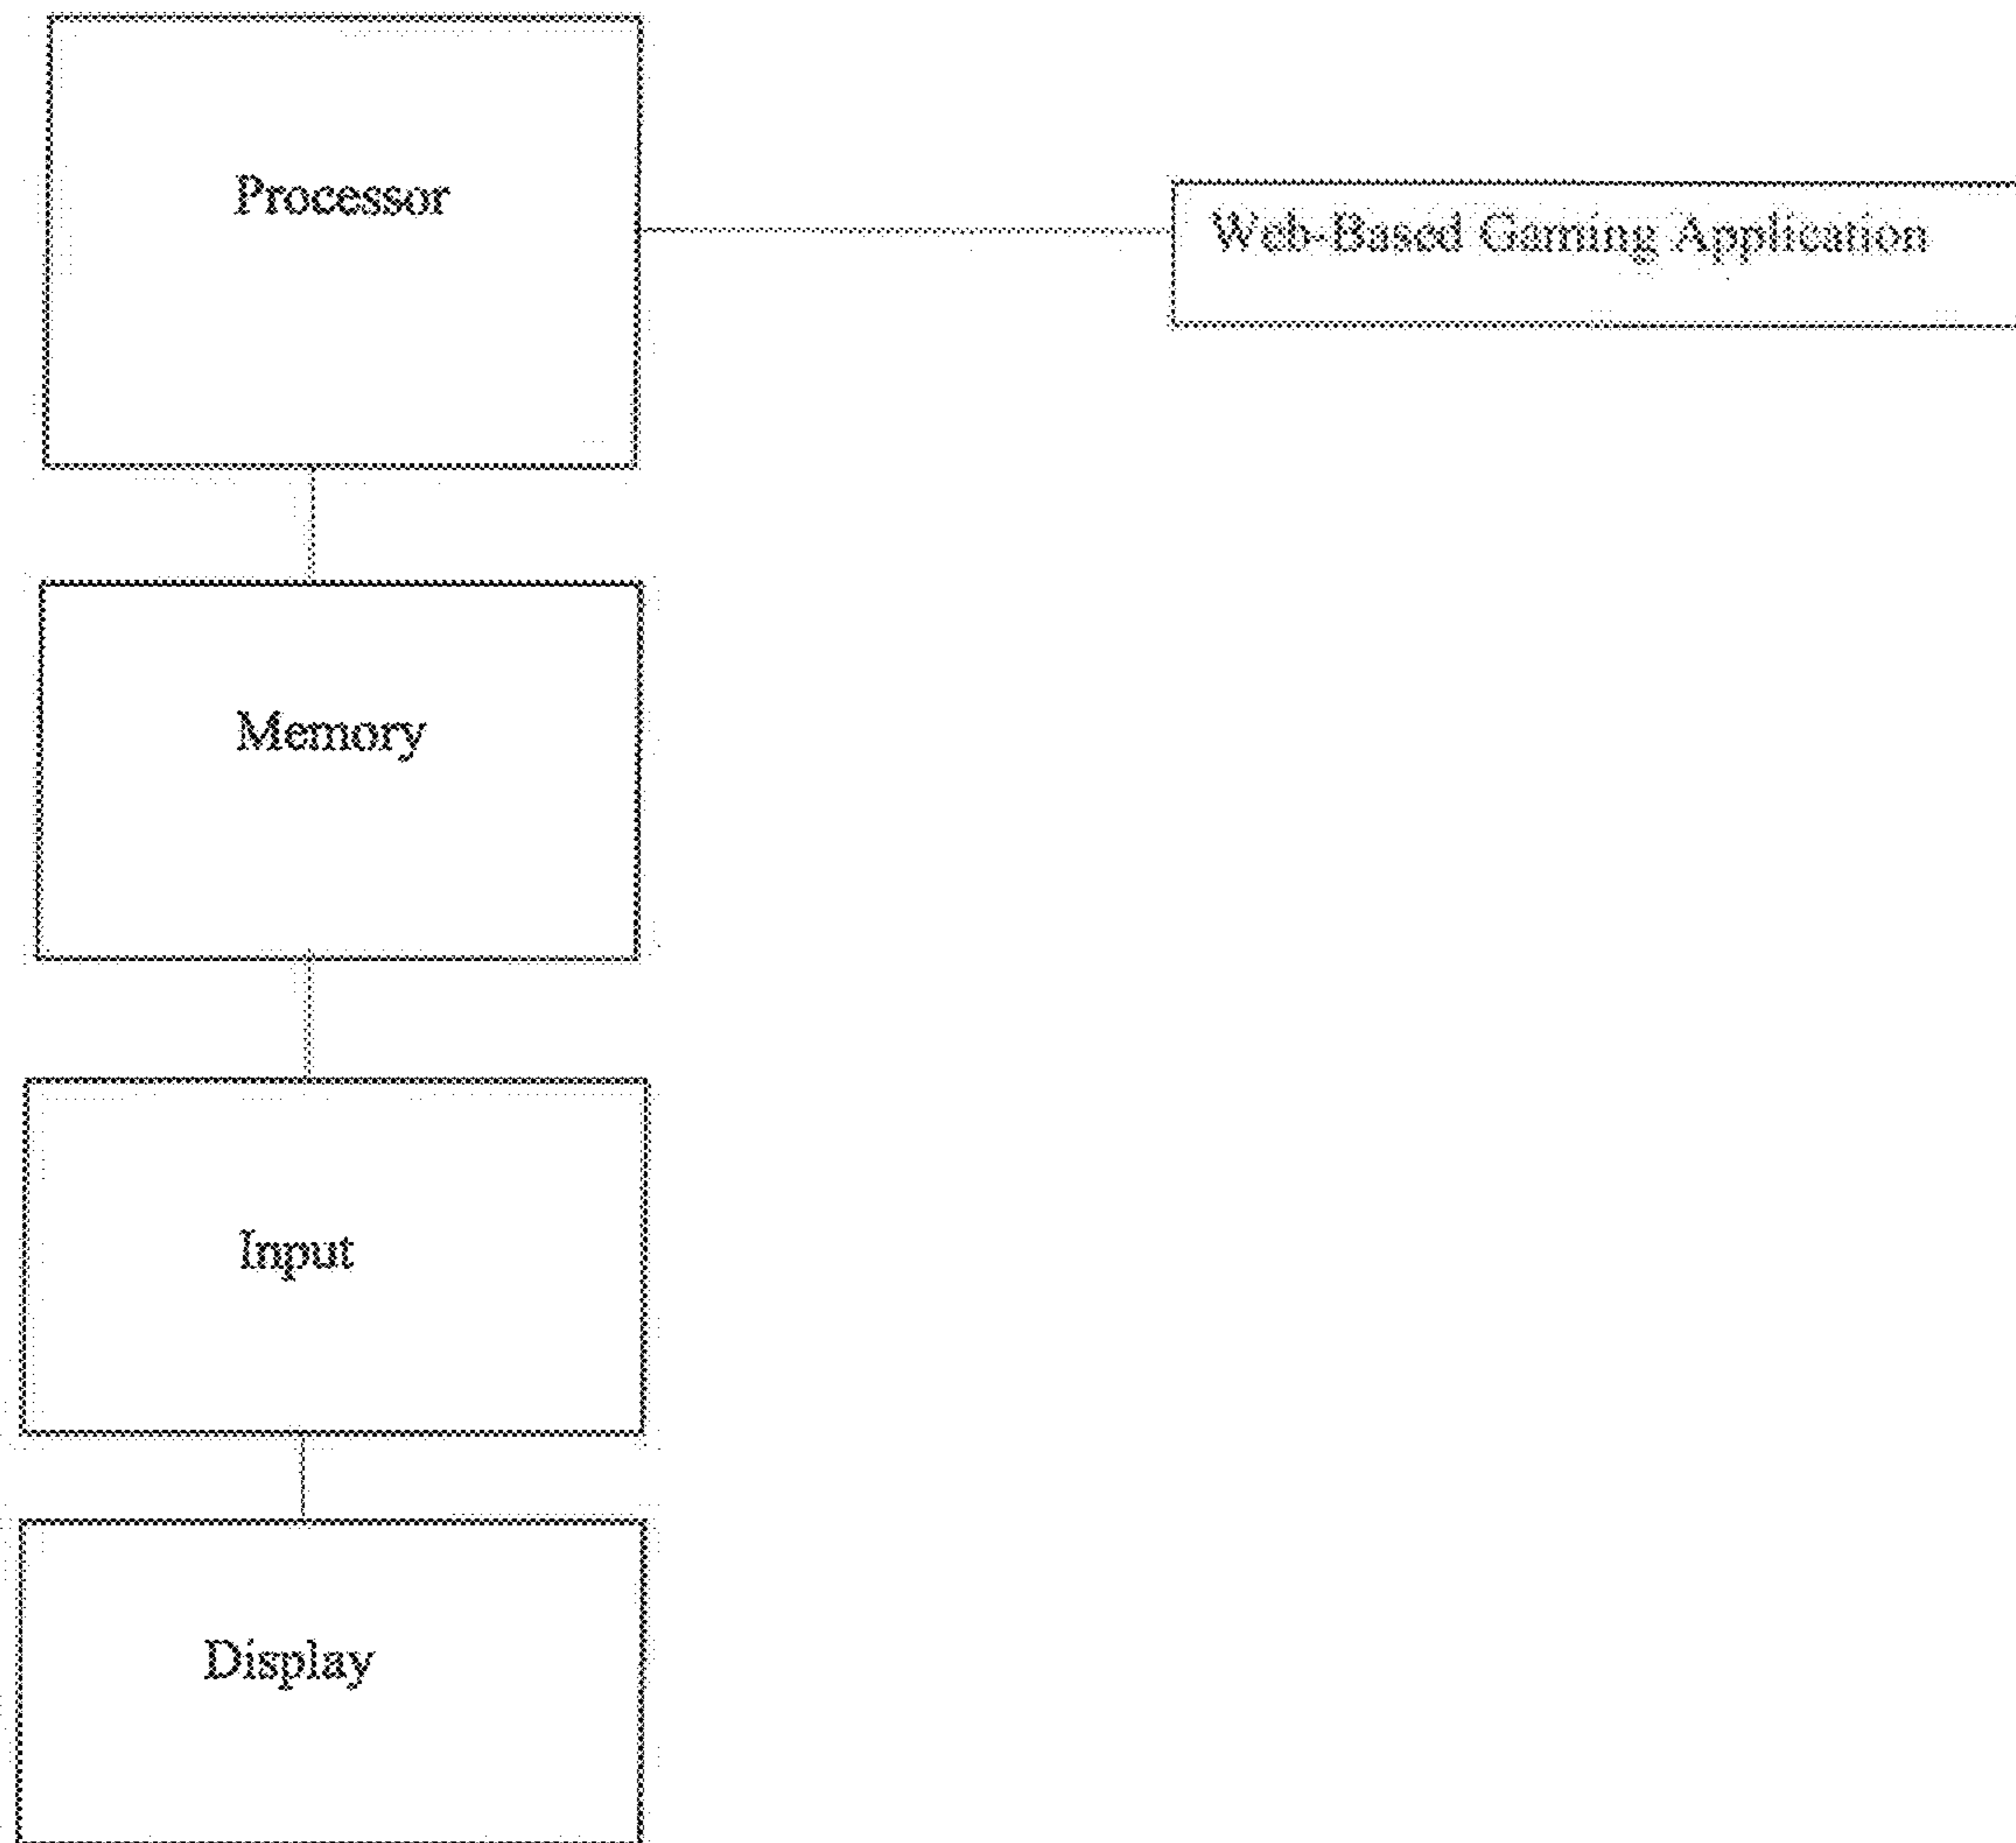 Processor
Web-Based Gaming Application
Memory
Input
Display